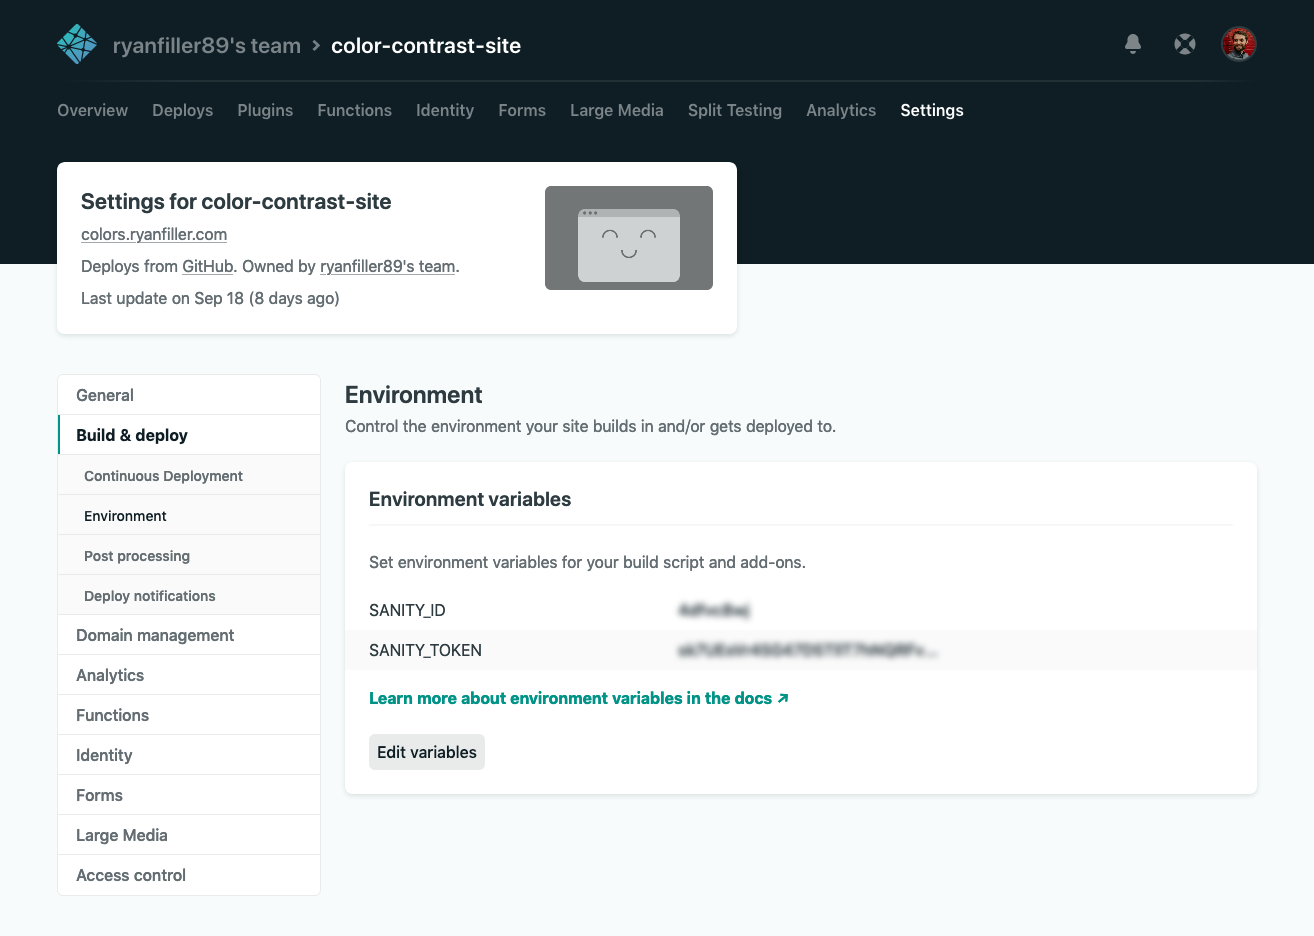 ryanfiller89's team > color-contrast-site
Overview Deploys Plugins Functions Identity Forms Large Media Split Testing Analytics Settings
Settings for color-contrast-site
colors.ryanfiller.com
Deploys from GitHub. Owned by ryanfiller89's team.
Last update on Sep 18 (8 days ago)
General
Build & deploy
Continuous Deployment
Environment
Post processing
Deploy notifications
Domain management
Analytics
Functions
Identity
Forms
Large Media
Access control
Environment
Control the environment your site builds in and/or gets deployed to.
Environment variables
Set environment variables for your build script and add-ons.
SANITY_ID
SANITY_TOKEN
Learn more about environment variables in the docs ↗
Edit variables